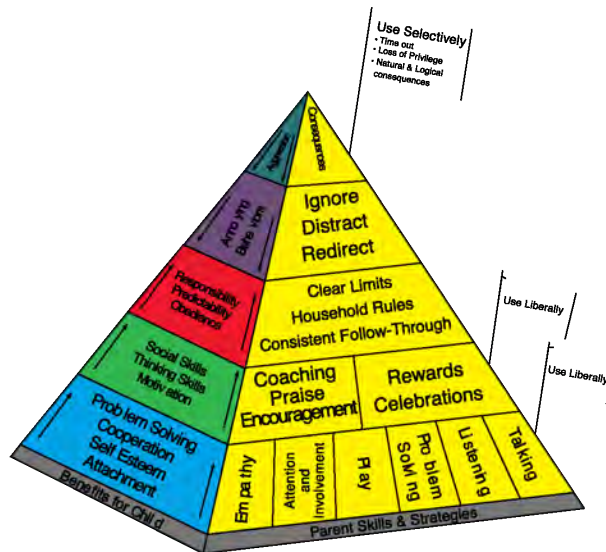 Use Selectively
• Time out
• Loss of Privilege
• Natural & Logical
consequences
Consequences
Aggression
Ignore
Distract
Redirect
Annoying
Behaviors
Clear Limits
Household Rules
Consistent Follow-Through
Responsibility
Predictability
Obedience
Use Liberally
Coaching
Praise
Encouragement
Rewards
Celebrations
Social Skills
Thinking Skills
Motivation
Use Liberally
Problem Solving
Cooperation
Self Esteem
Attachment
Empathy
Attention
and
Involvement
Play
Problem
Solving
Listening
Talking
Benefits for Child
Parent Skills & Strategies